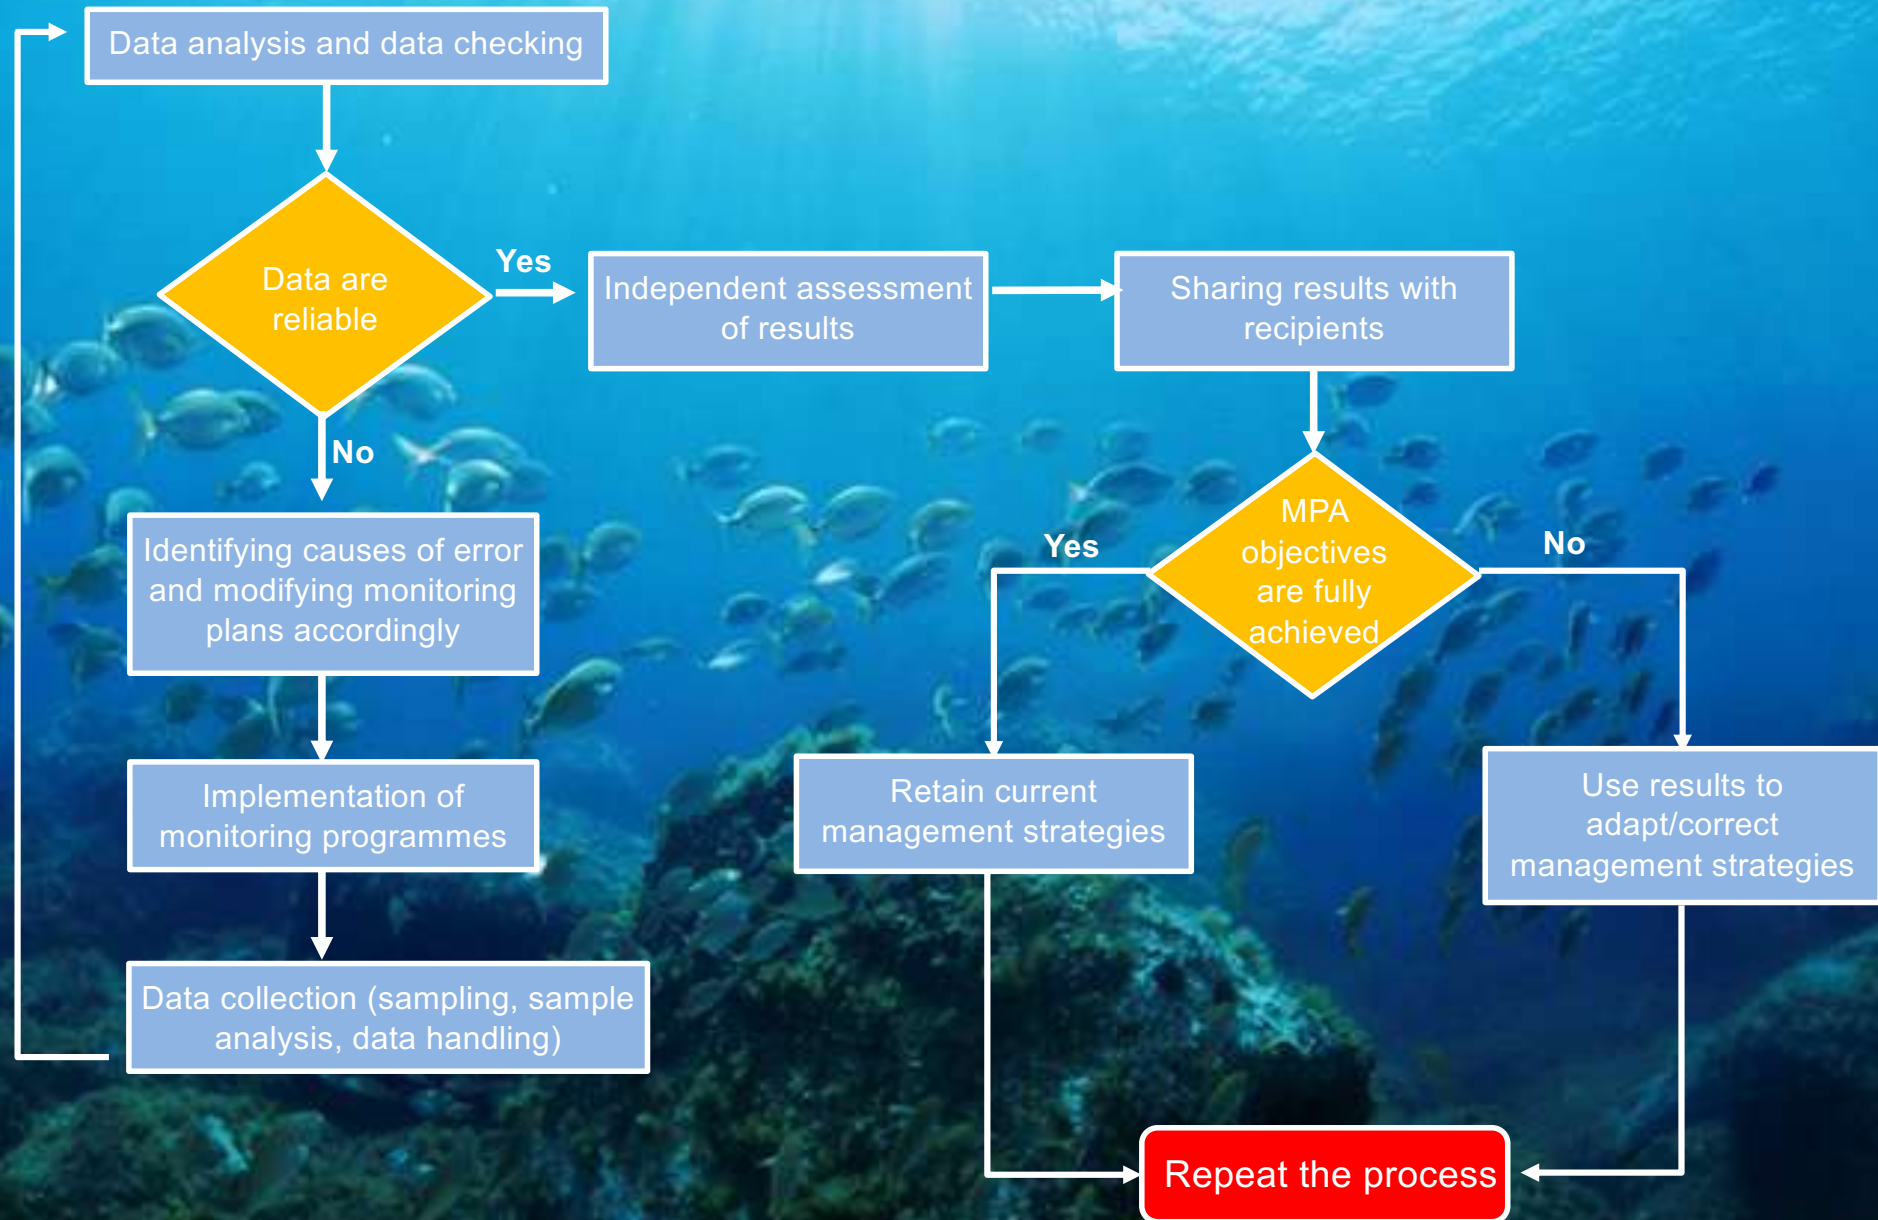 Data analysis and data checking
Data are
reliable
Yes
Independent assessment
of results
Sharing results with
recipients
No
Identifying causes of error
and modifying monitoring
plans accordingly
Implementation of
monitoring programmes
Data collection (sampling, sample
analysis, data handling)
MPA
objectives
are fully
achieved
Yes
No
Retain current
management strategies
Use results to
adapt/correct
management strategies
Repeat the process